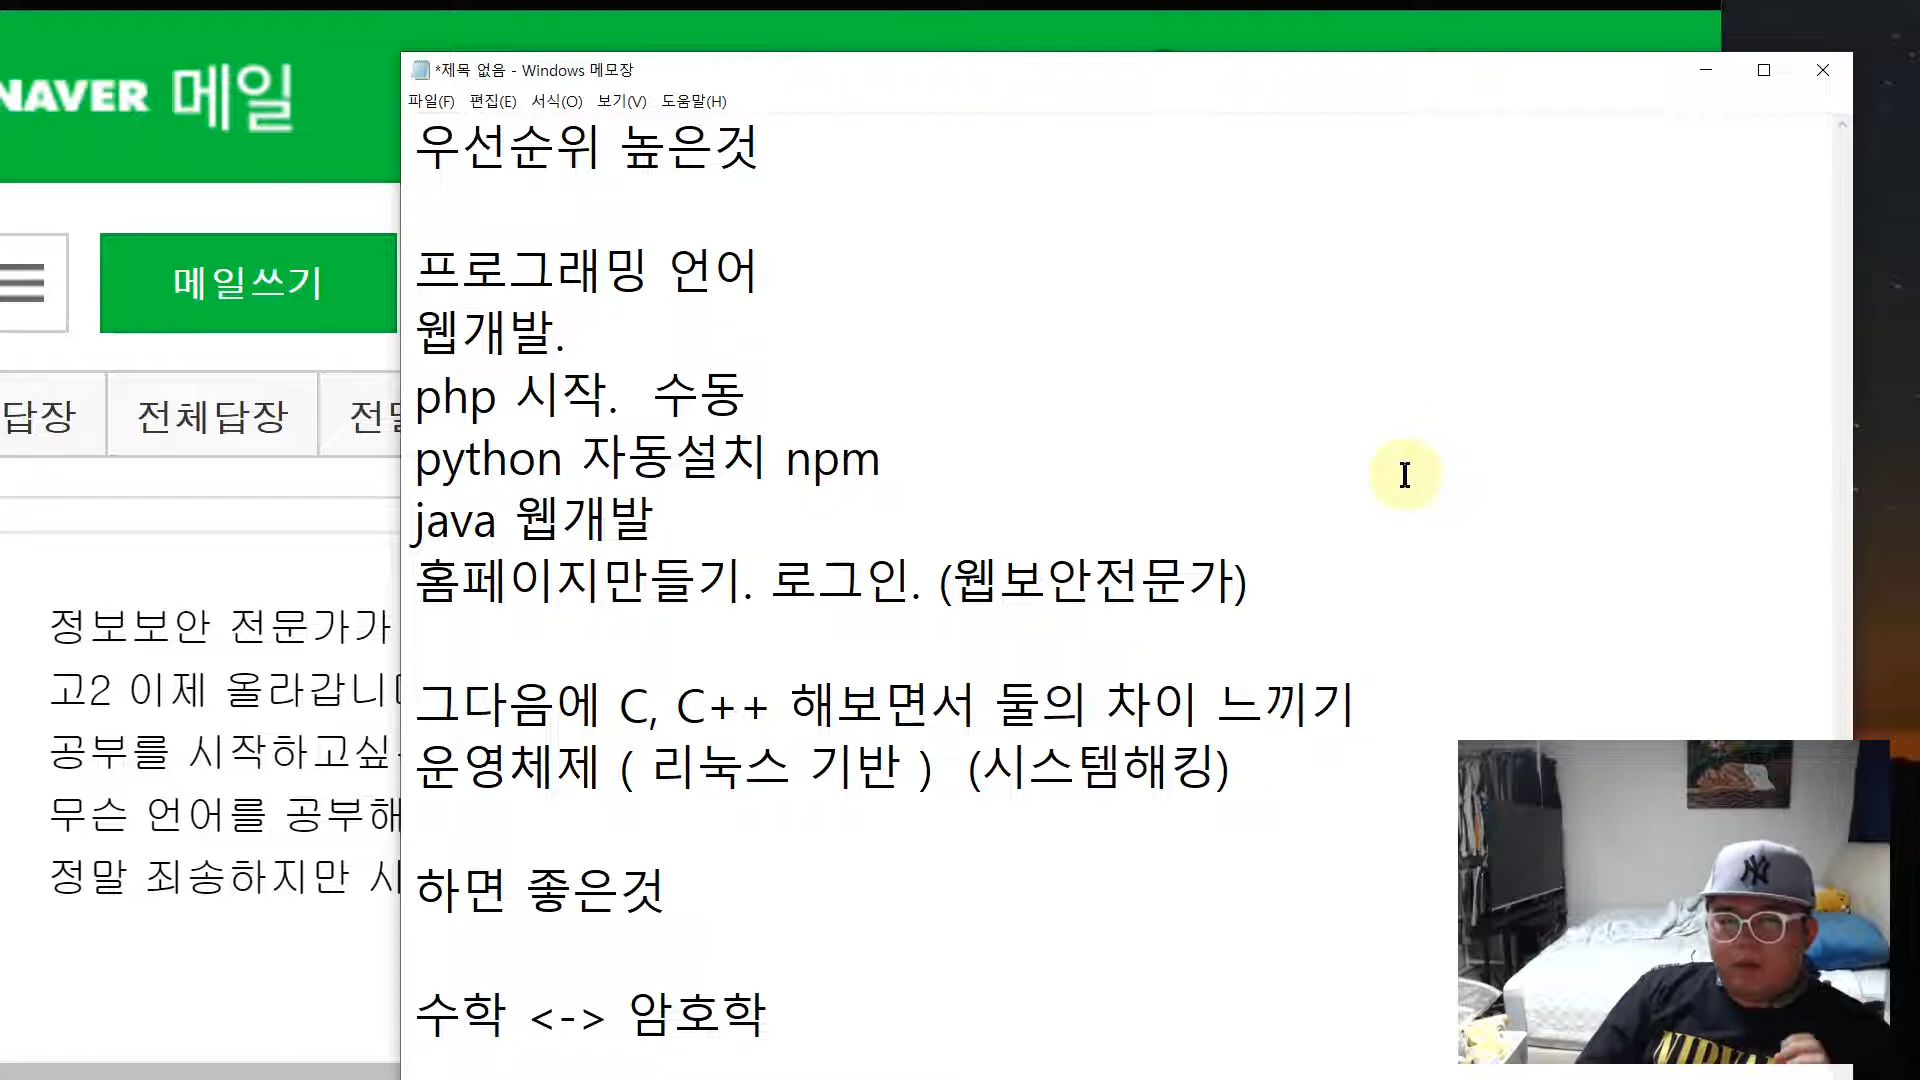 NAVER 메일
메일쓰기
답장
전체답장
정보보안 전문가가
고2 이제 올라갑니
공부를 시작하고싶
무슨 언어를 공부해
정말 죄송하지만 시
*제목 없음 - Windows 메모장
파일(F) 편집(E) 서식(O) 보기(V) 도움말(H)
우선순위 높은것
프로그래밍 언어
웹개발.
php 시작. 수동
python 자동설치 npm
java 웹개발
홈페이지만들기. 로그인. (웹보안전문가)
그다음에 C, C++ 해보면서 둘의 차이 느끼기
운영체제 ( 리눅스 기반 ) (시스템해킹)
하면 좋은것
수학 <-> 암호학
NY